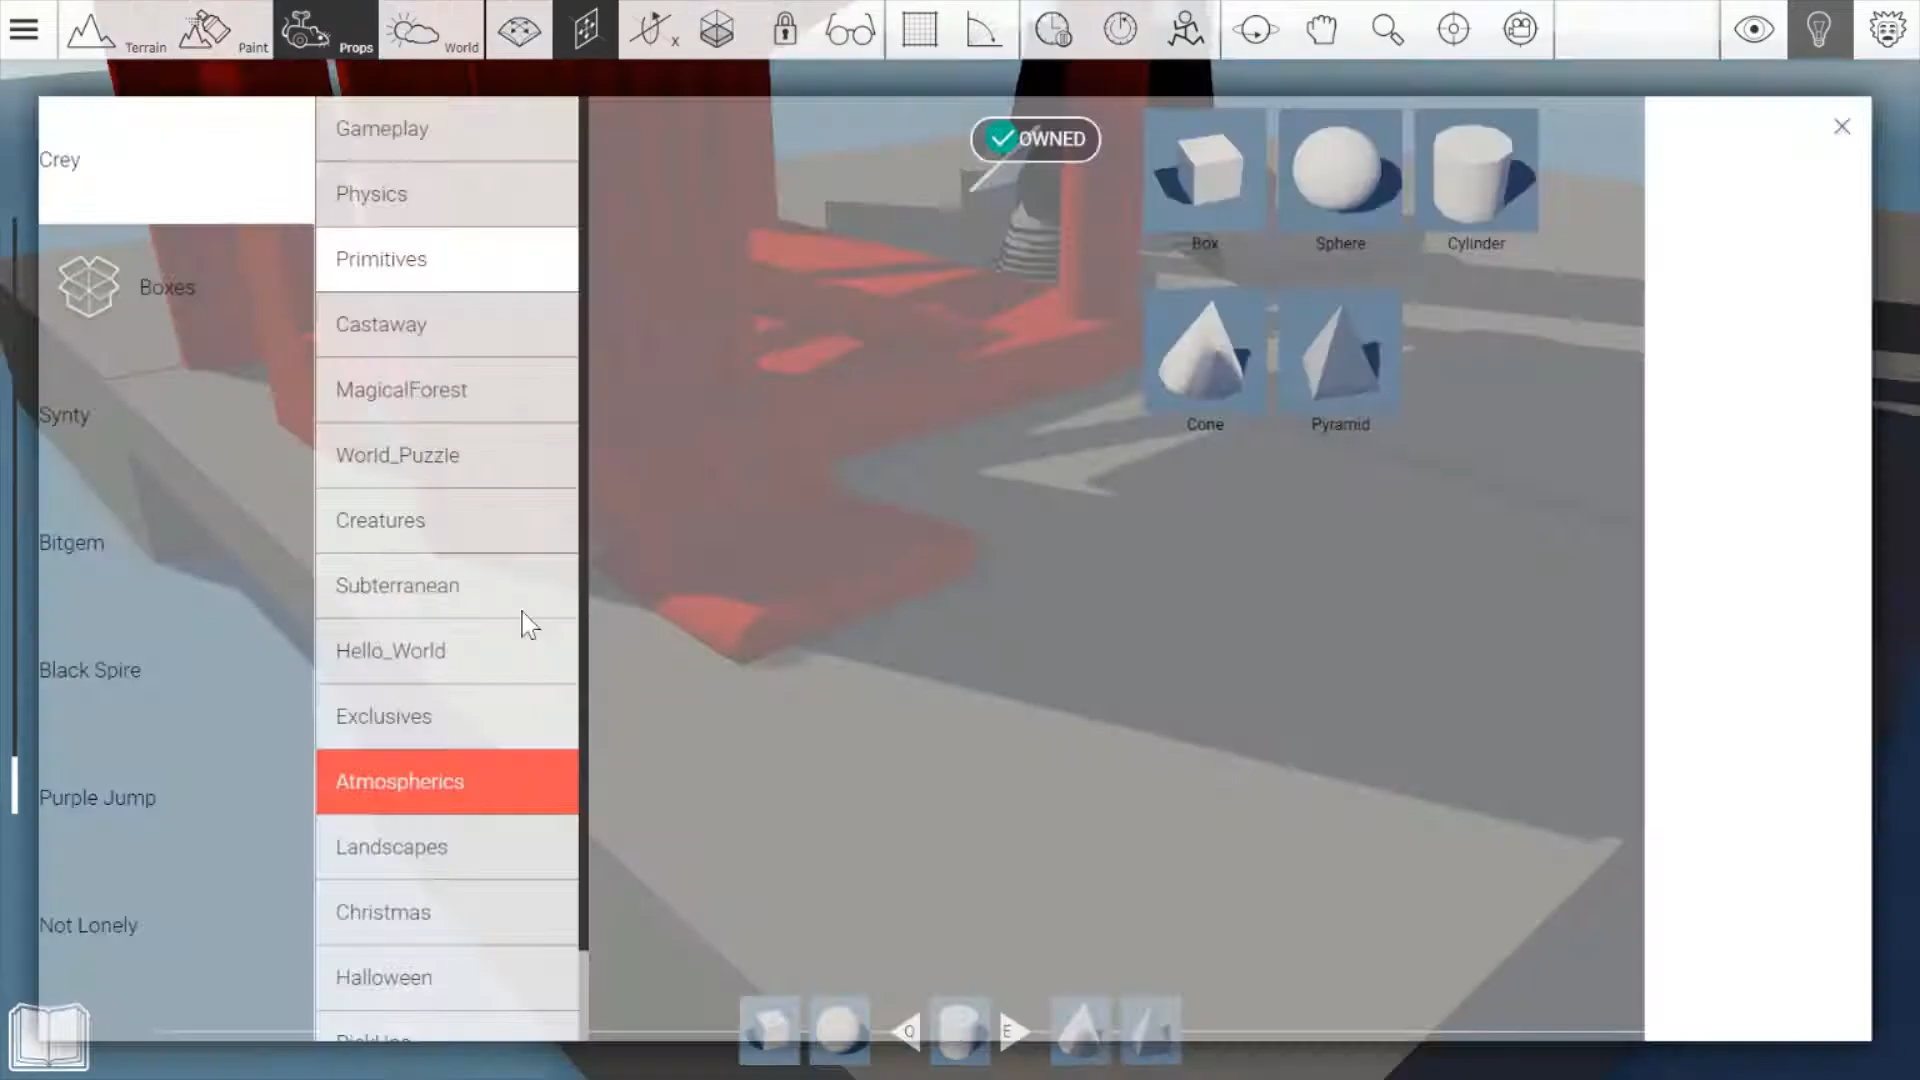 Terrain
Paint
Props
World
x
Crey
Boxes
Synty
Bitgem
Black Spire
Purple Jump
Not Lonely
Gameplay
Physics
Primitives
Castaway
MagicalForest
World_Puzzle
Creatures
Subterranean
Hello_World
Exclusives
Atmospherics
Landscapes
Christmas
Halloween
OWNED
Box
Sphere
Cylinder
Cone
Pyramid
Q
E